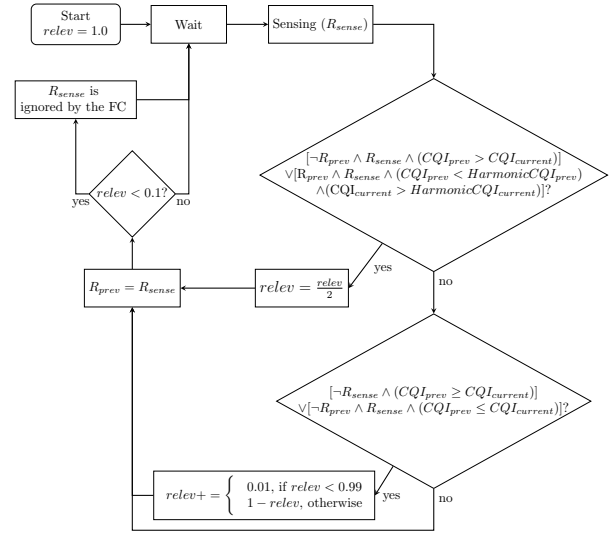 Start
relev = 1.0
Wait
Sensing (R_sense)
R_sense is
ignored by the FC
[¬R_prev ∧ R_sense ∧ (CQI_prev > CQI_current)]
∨[R_prev ∧ R_sense ∧ (CQI_prev < HarmonicCQI_prev)
∧(CQI_current > HarmonicCQI_current)]?
relev < 0.1?
yes
no
yes
R_prev = R_sense
relev = relev/2
no
[¬R_sense ∧ (CQI_prev ≥ CQI_current)]
∨[¬R_prev ∧ R_sense ∧ (CQI_prev ≤ CQI_current)]?
relev+ = { 0.01, if relev < 0.99
1 − relev, otherwise
yes
no